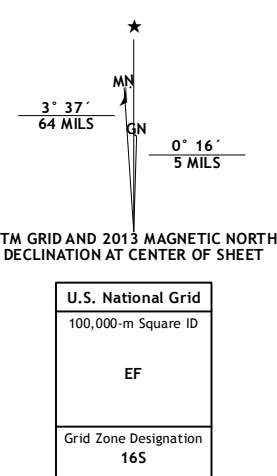 ★
MN
3° 37´
64 MILS
GN
0° 16´
5 MILS
TM GRID AND 2013 MAGNETIC NORTH
DECLINATION AT CENTER OF SHEET
U.S. National Grid
100,000-m Square ID
EF
Grid Zone Designation
16S